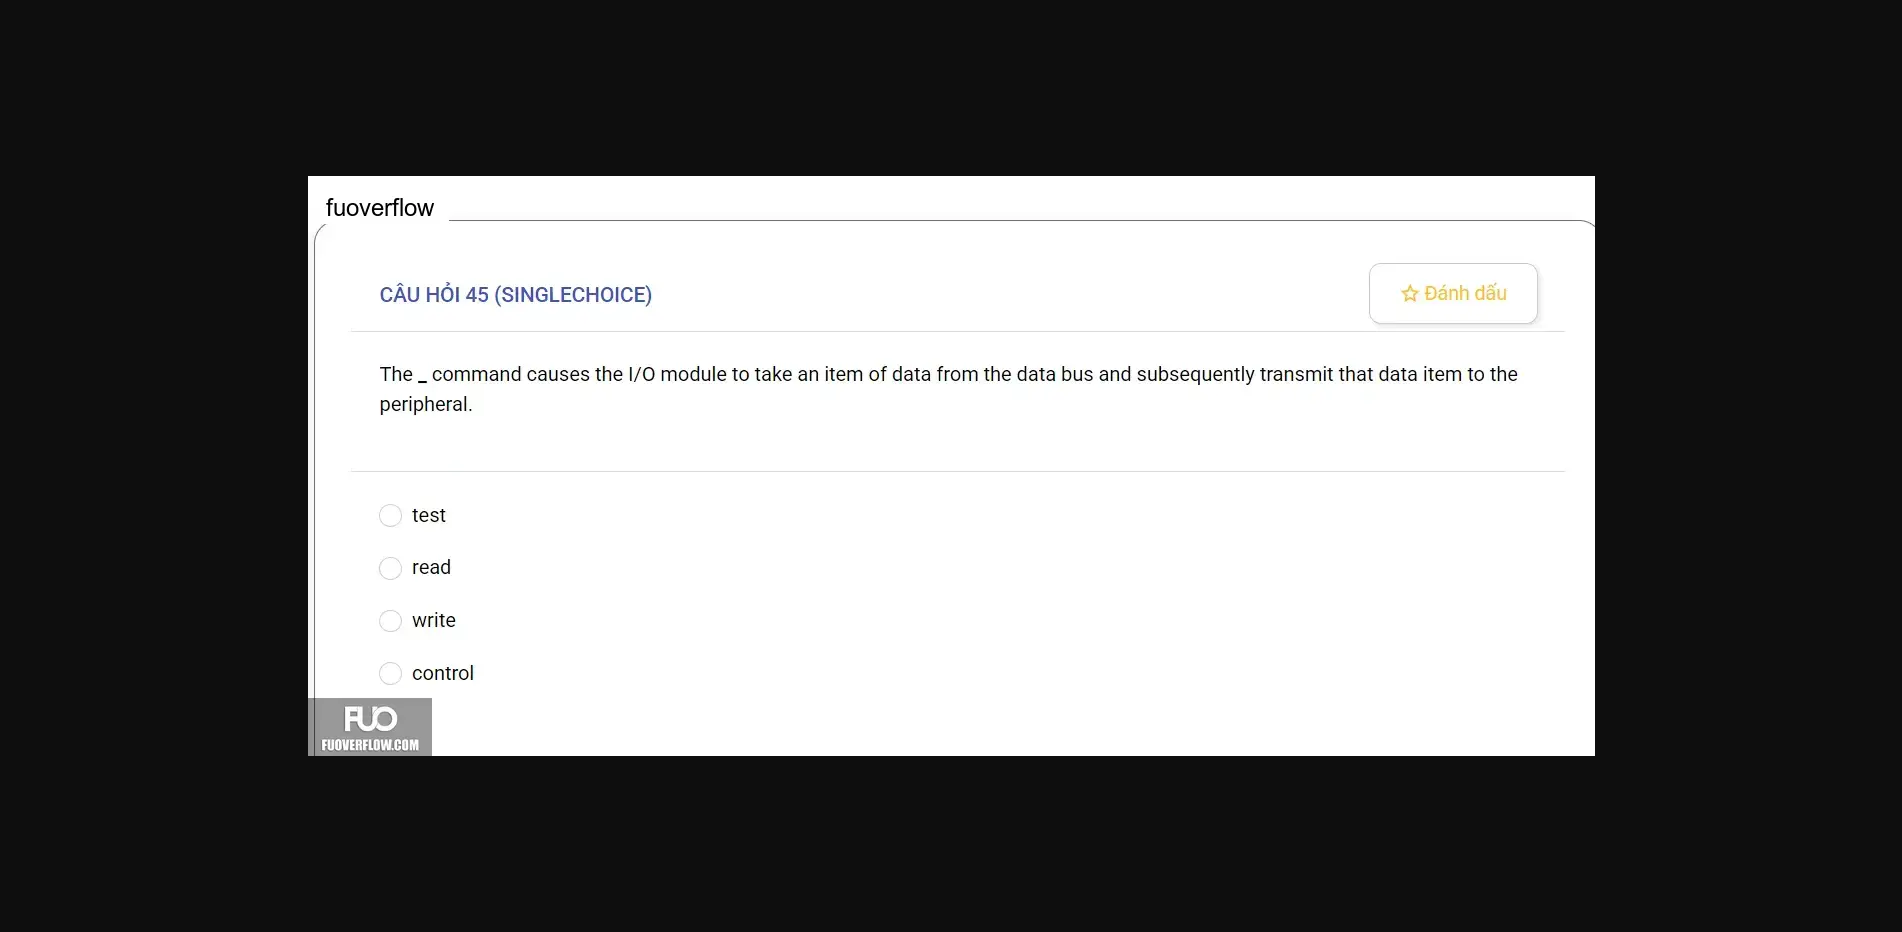 fuoverflow
CÂU HỎI 45 (SINGLECHOICE)
Đánh dấu
The _ command causes the I/O module to take an item of data from the data bus and subsequently transmit that data item to the
peripheral.
test
read
write
control
FUO
FUOVERFLOW.COM